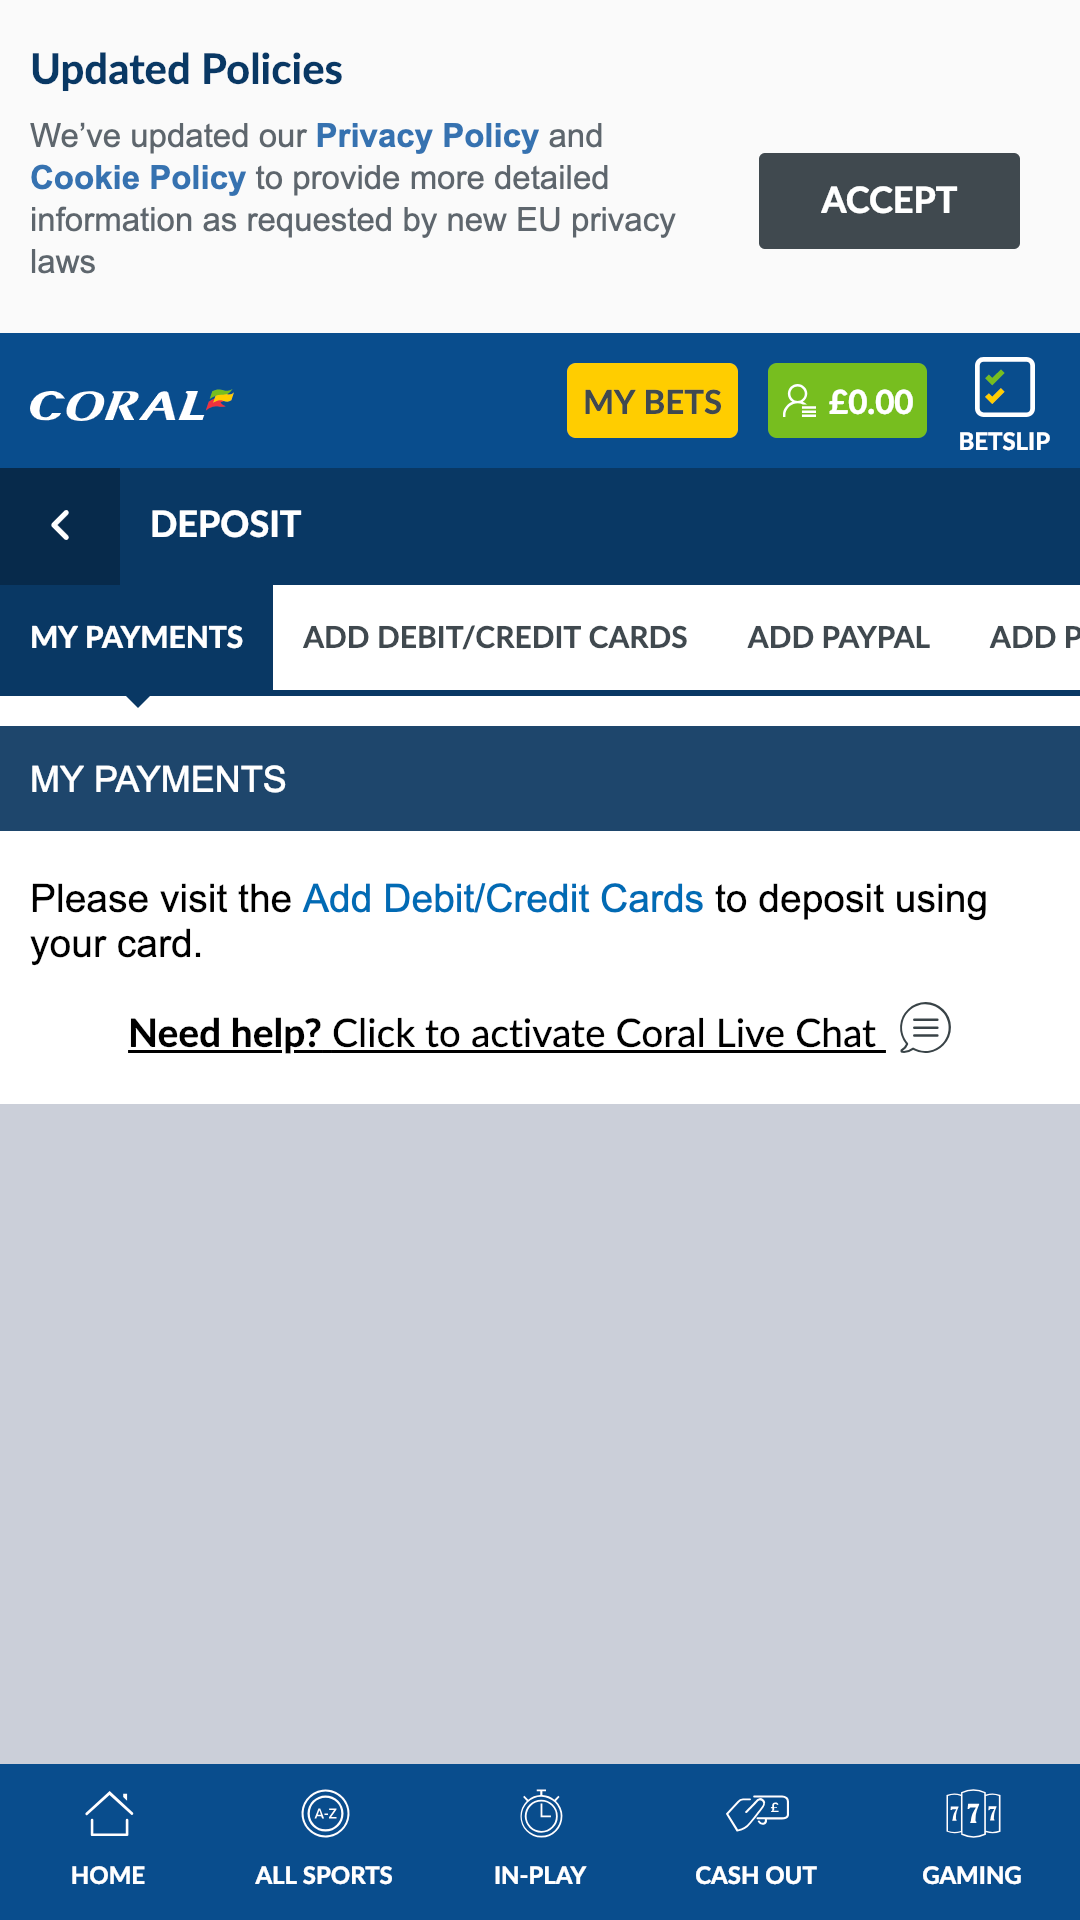 Updated Policies
We’ve updated our Privacy Policy and
Cookie Policy to provide more detailed
information as requested by new EU privacy
laws
ACCEPT
CORAL
MY BETS
£0.00
BETSLIP
DEPOSIT
MY PAYMENTS
ADD DEBIT/CREDIT CARDS
ADD PAYPAL
ADD P
MY PAYMENTS
Please visit the Add Debit/Credit Cards to deposit using
your card.
Need help? Click to activate Coral Live Chat
A-Z
£
7 7 7
HOME
ALL SPORTS
IN-PLAY
CASH OUT
GAMING